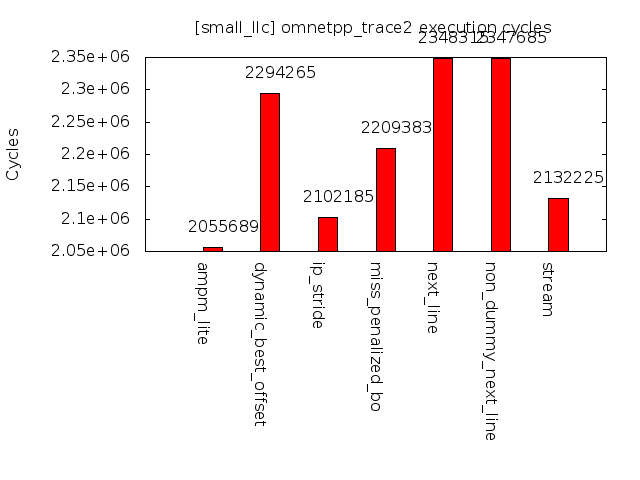 [small_llc] omnetpp_trace2 execution cycles
Cycles
2.35e+06
2.3e+06
2.25e+06
2.2e+06
2.15e+06
2.1e+06
2.05e+06
2055689
2294265
2102185
2209383
2348315
2347685
2132225
ampm_lite
dynamic_best_offset
ip_stride
miss_penalized_bo
next_line
non_dummy_next_line
stream